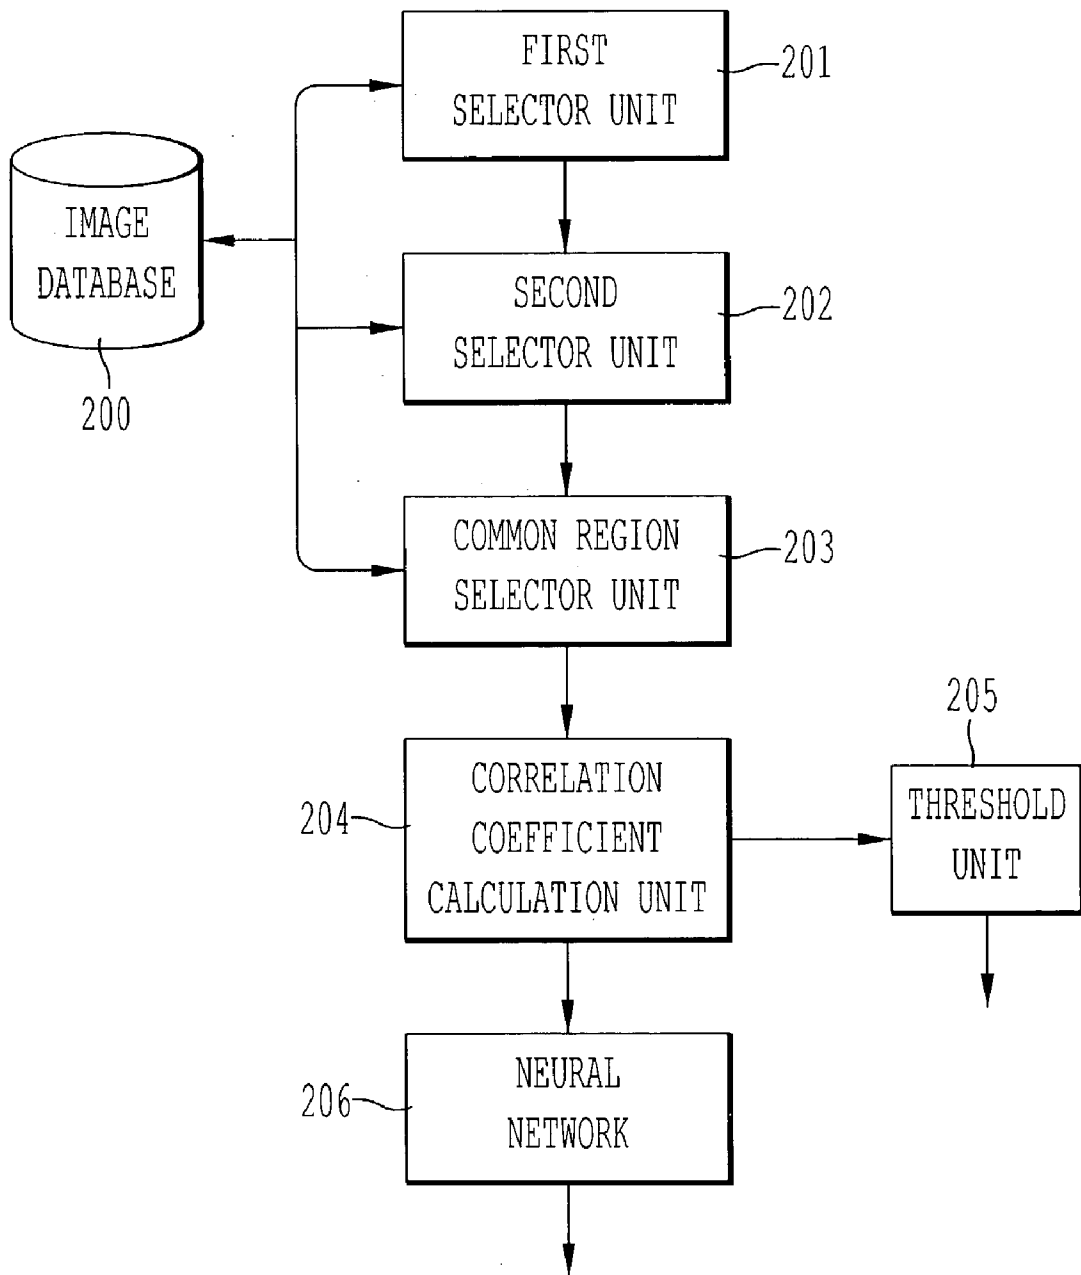 FIRST
SELECTOR UNIT
201
IMAGE
DATABASE
200
SECOND
SELECTOR UNIT
202
COMMON REGION
SELECTOR UNIT
203
CORRELATION
COEFFICIENT
CALCULATION UNIT
204
205
THRESHOLD
UNIT
NEURAL
NETWORK
206